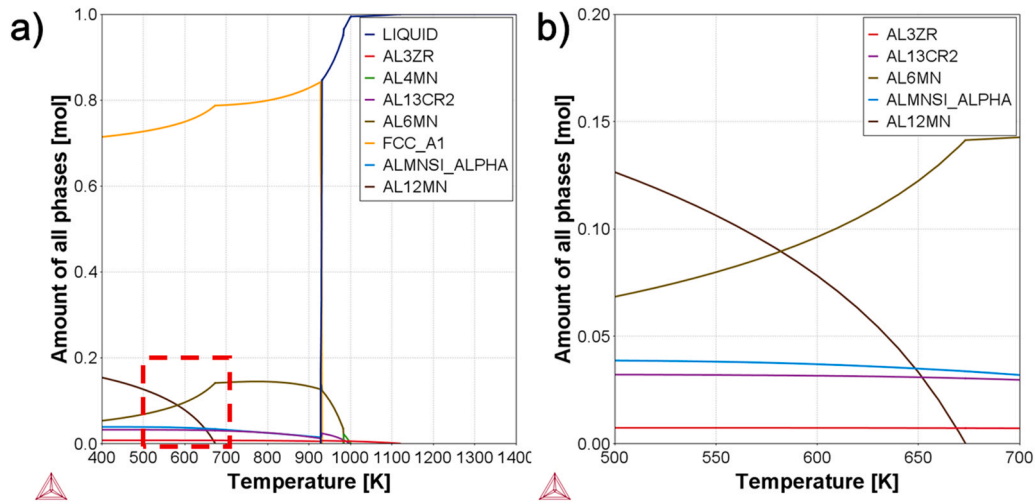 a)
Amount of all phases [mol]
1.0
0.8
0.6
0.4
0.2
0.0
400 500 600 700 800 900 1000 1100 1200 1300 1400
Temperature [K]
LIQUID
AL3ZR
AL4MN
AL13CR2
AL6MN
FCC_A1
ALMNSI_ALPHA
AL12MN
b)
Amount of all phases [mol]
0.20
0.15
0.10
0.05
0.00
500 550 600 650 700
Temperature [K]
AL3ZR
AL13CR2
AL6MN
ALMNSI_ALPHA
AL12MN